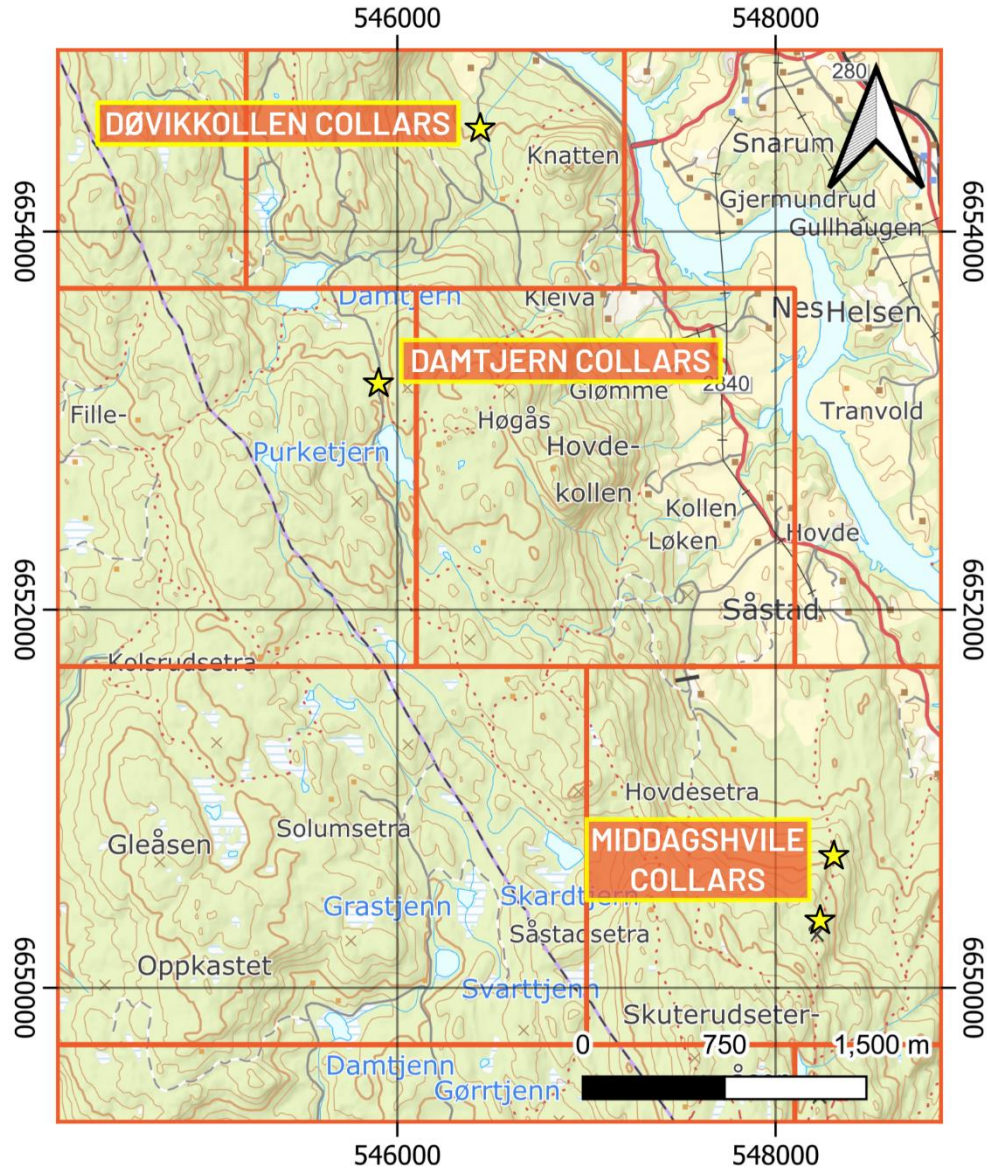 546000
548000
280
DØVIKKOLLEN COLLARS
Snarum
Knatten
Gjermundrud
Gullhaugen
6654000
6654000
Damtjern
Kleiva
Nes
Helsen
DAMTJERN COLLARS
Glømme
2840
Tranvold
Fille-
Høgås
Hovde-
kollen
Purketjern
Kollen
Løken
Hovde
6652000
6652000
Såstad
Kolsrudsetra
Hovdesetra
Gleåsen
Solumsetra
MIDDAGSHVILE
COLLARS
Skardtjern
Grastjenn
Såstadsetra
Oppkastet
Svarttjenn
6650000
6650000
Skuterudseter-
0
750
1,500 m
Damtjenn
Gørrtjenn
546000
548000